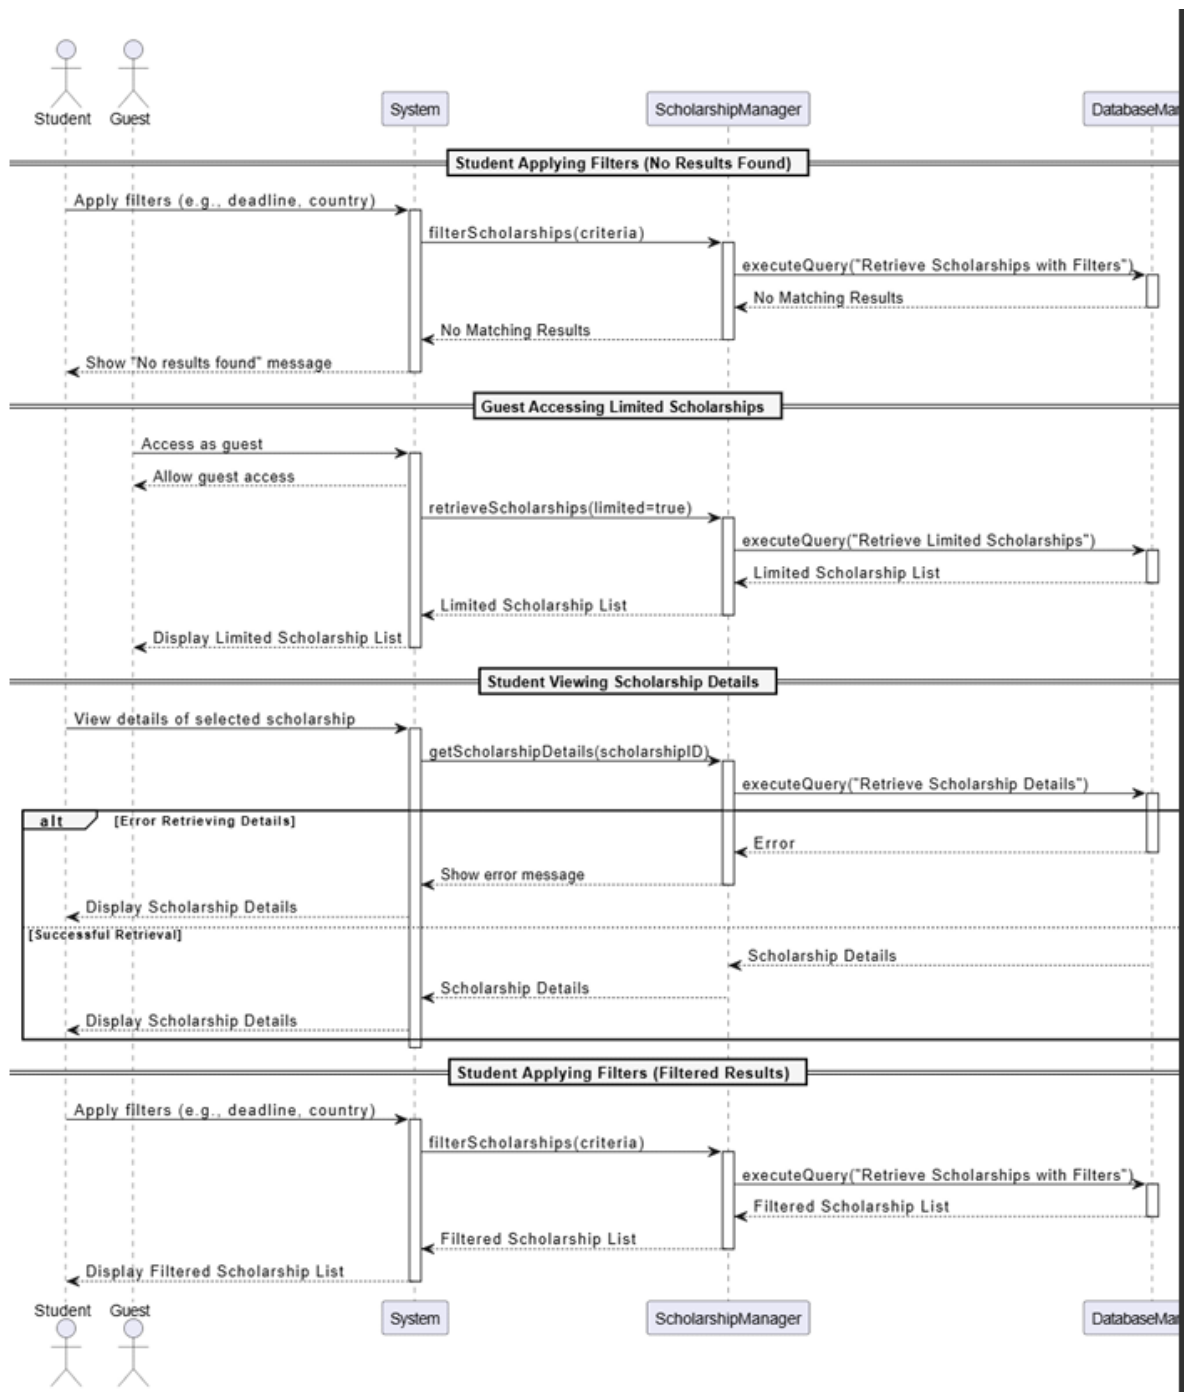 Student Guest System ScholarshipManager DatabaseMan
Student Applying Filters (No Results Found)
Apply filters (e.g., deadline, country)
filterScholarships(criteria)
executeQuery("Retrieve Scholarships with Filters")
No Matching Results
No Matching Results
Show "No results found" message
Guest Accessing Limited Scholarships
Access as guest
Allow guest access
retrieveScholarships(limited=true)
executeQuery("Retrieve Limited Scholarships")
Limited Scholarship List
Limited Scholarship List
Display Limited Scholarship List
Student Viewing Scholarship Details
View details of selected scholarship
getScholarshipDetails(scholarshipID)
executeQuery("Retrieve Scholarship Details")
alt [Error Retrieving Details]
Error
Show error message
Display Scholarship Details
[Successful Retrieval]
Scholarship Details
Scholarship Details
Display Scholarship Details
Student Applying Filters (Filtered Results)
Apply filters (e.g., deadline, country)
filterScholarships(criteria)
executeQuery("Retrieve Scholarships with Filters")
Filtered Scholarship List
Filtered Scholarship List
Display Filtered Scholarship List
Student Guest System ScholarshipManager DatabaseMan